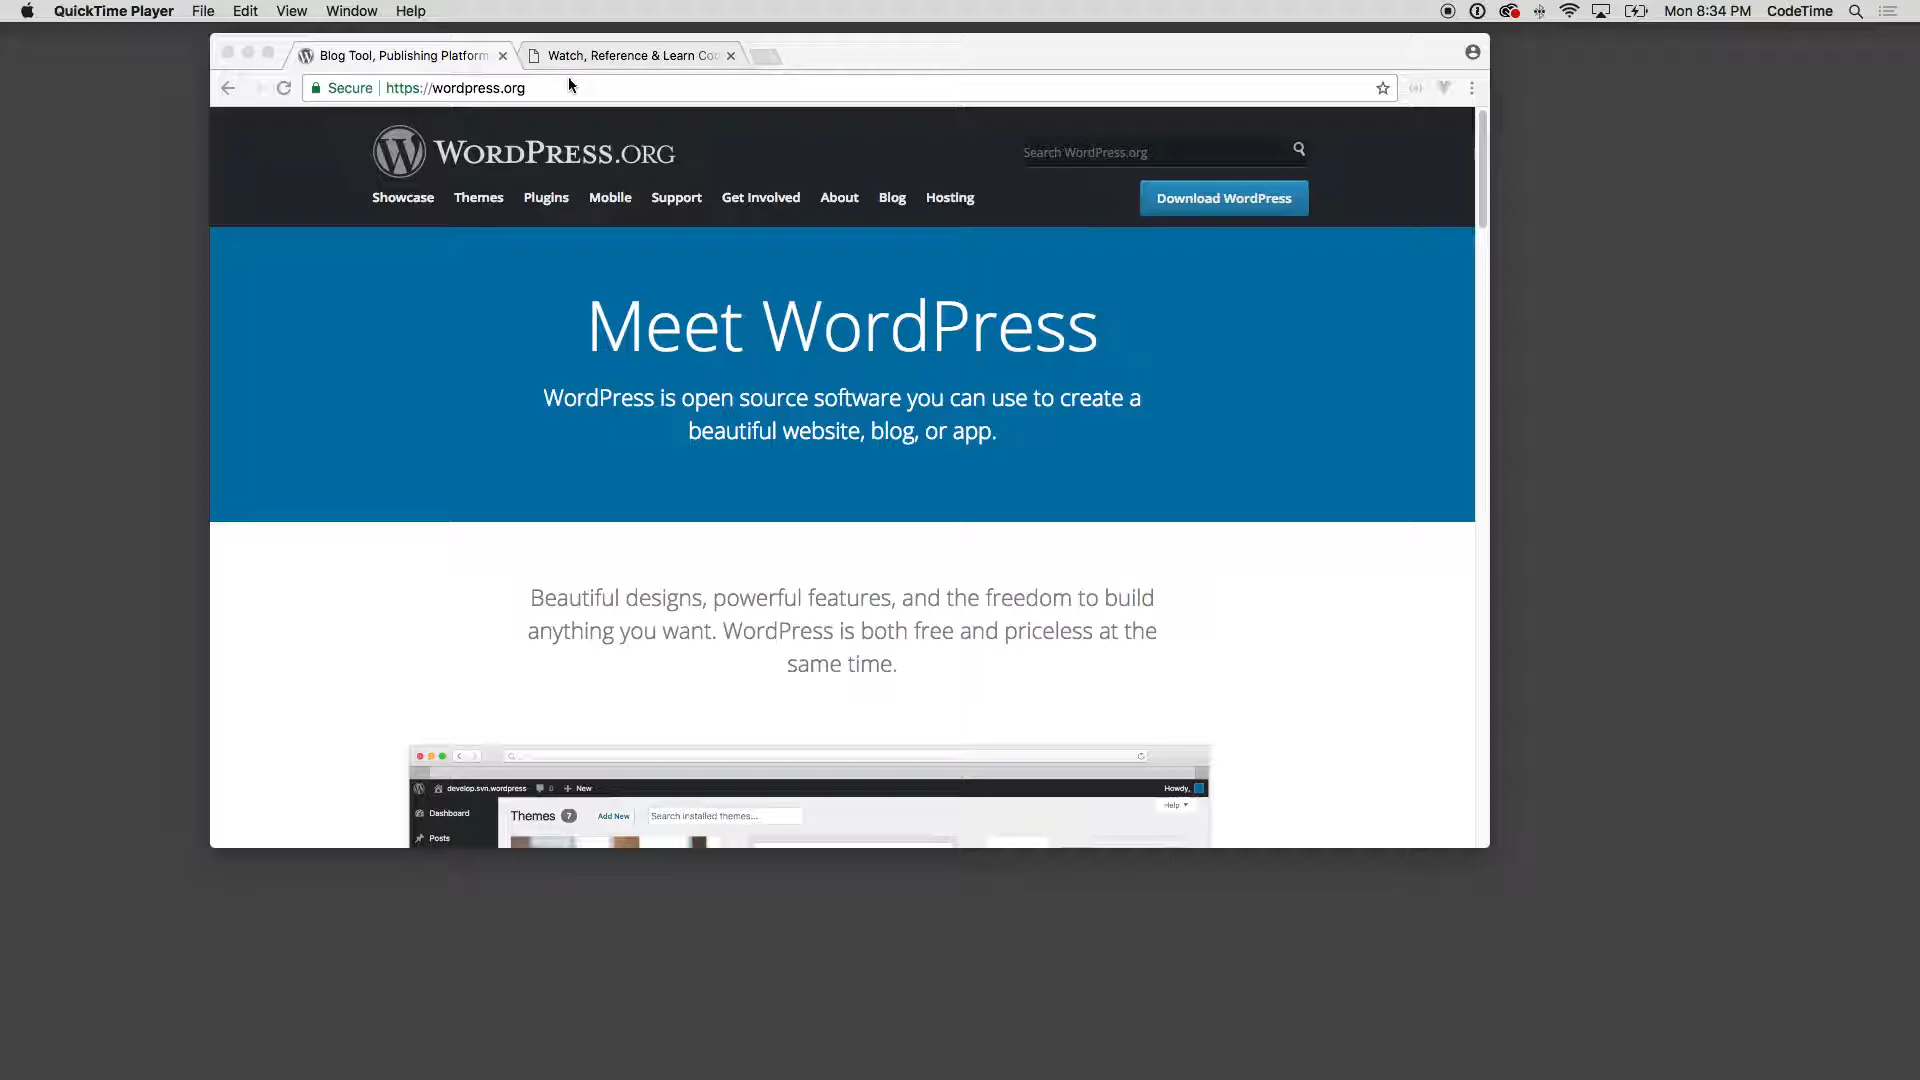 QuickTime Player File Edit View Window Help Mon 8:34 PM CodeTime
Blog Tool, Publishing Platform Watch, Reference & Learn Co
Secure https://wordpress.org
WORDPRESS.ORG
Search WordPress.org
Showcase Themes Plugins Mobile Support Get Involved About Blog Hosting
Download WordPress
Meet WordPress
WordPress is open source software you can use to create a
beautiful website, blog, or app.
Beautiful designs, powerful features, and the freedom to build
anything you want. WordPress is both free and priceless at the
same time.
develop.svn.wordpress 0 + New Howdy,
Help
Dashboard Themes 7 Add New Search installed themes...
Posts